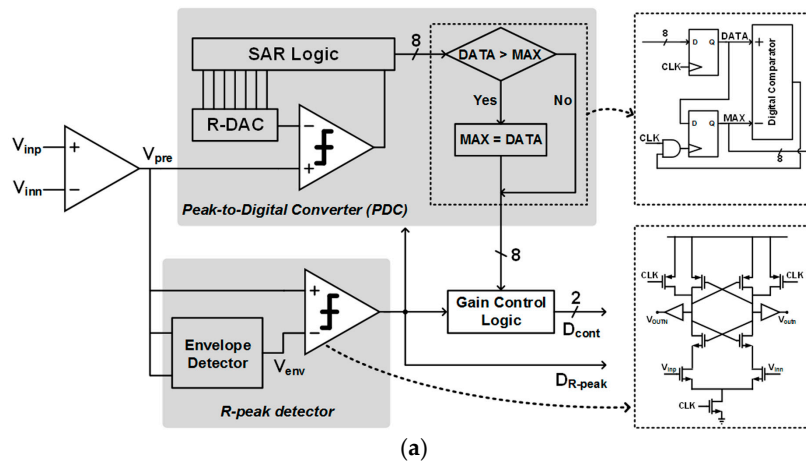 SAR Logic
8
DATA > MAX
Yes
No
R-DAC
MAX = DATA
Vinp
Vinn
Vpre
+
−
−
+
Peak-to-Digital Converter (PDC)
8
D Q DATA
8
CLK
+
Digital Comparator
D Q MAX
−
CLK
8
Envelope Detector
Venv
+
−
R-peak detector
Gain Control Logic
2
Dcont
DR-peak
CLK
CLK
VOUTN
Voutn
Vinp
Vinn
CLK
(a)